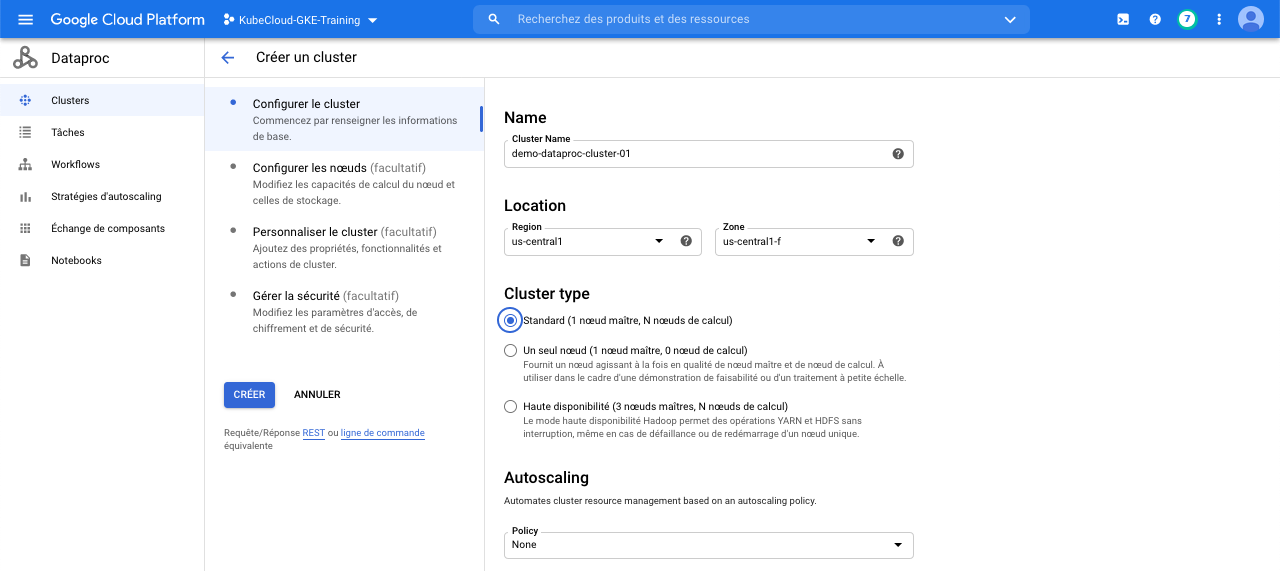 Google Cloud Platform
KubeCloud-GKE-Training
Recherchez des produits et des ressources
7
Dataproc
Clusters
Tâches
Workflows
Stratégies d'autoscaling
Échange de composants
Notebooks
Créer un cluster
Configurer le cluster
Commencez par renseigner les informations
de base.
Configurer les nœuds (facultatif)
Modifiez les capacités de calcul du nœud et
celles de stockage.
Personnaliser le cluster (facultatif)
Ajoutez des propriétés, fonctionnalités et
actions de cluster.
Gérer la sécurité (facultatif)
Modifiez les paramètres d'accès, de
chiffrement et de sécurité.
CRÉER
ANNULER
Requête/Réponse REST ou ligne de commande
équivalente
Name
Cluster Name
demo-dataproc-cluster-01
Location
Region
us-central1
Zone
us-central1-f
Cluster type
Standard (1 nœud maître, N nœuds de calcul)
Un seul nœud (1 nœud maître, 0 nœud de calcul)
Fournit un nœud agissant à la fois en qualité de nœud maître et de nœud de calcul. À
utiliser dans le cadre d'une démonstration de faisabilité ou d'un traitement à petite échelle.
Haute disponibilité (3 nœuds maîtres, N nœuds de calcul)
Le mode haute disponibilité Hadoop permet des opérations YARN et HDFS sans
interruption, même en cas de défaillance ou de redémarrage d'un nœud unique.
Autoscaling
Automates cluster resource management based on an autoscaling policy.
Policy
None